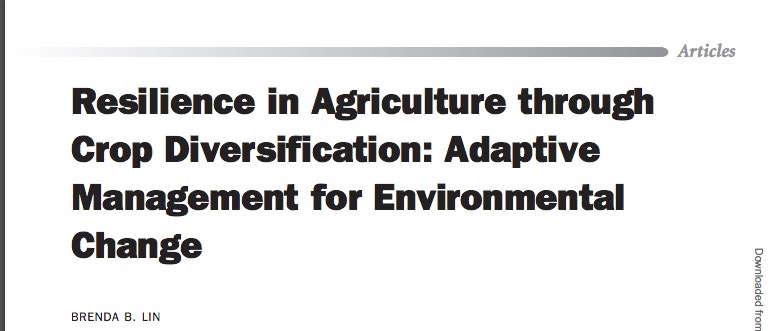 Articles
Resilience in Agriculture through
Crop Diversification: Adaptive
Management for Environmental
Change
BRENDA B. LIN
Downloaded from